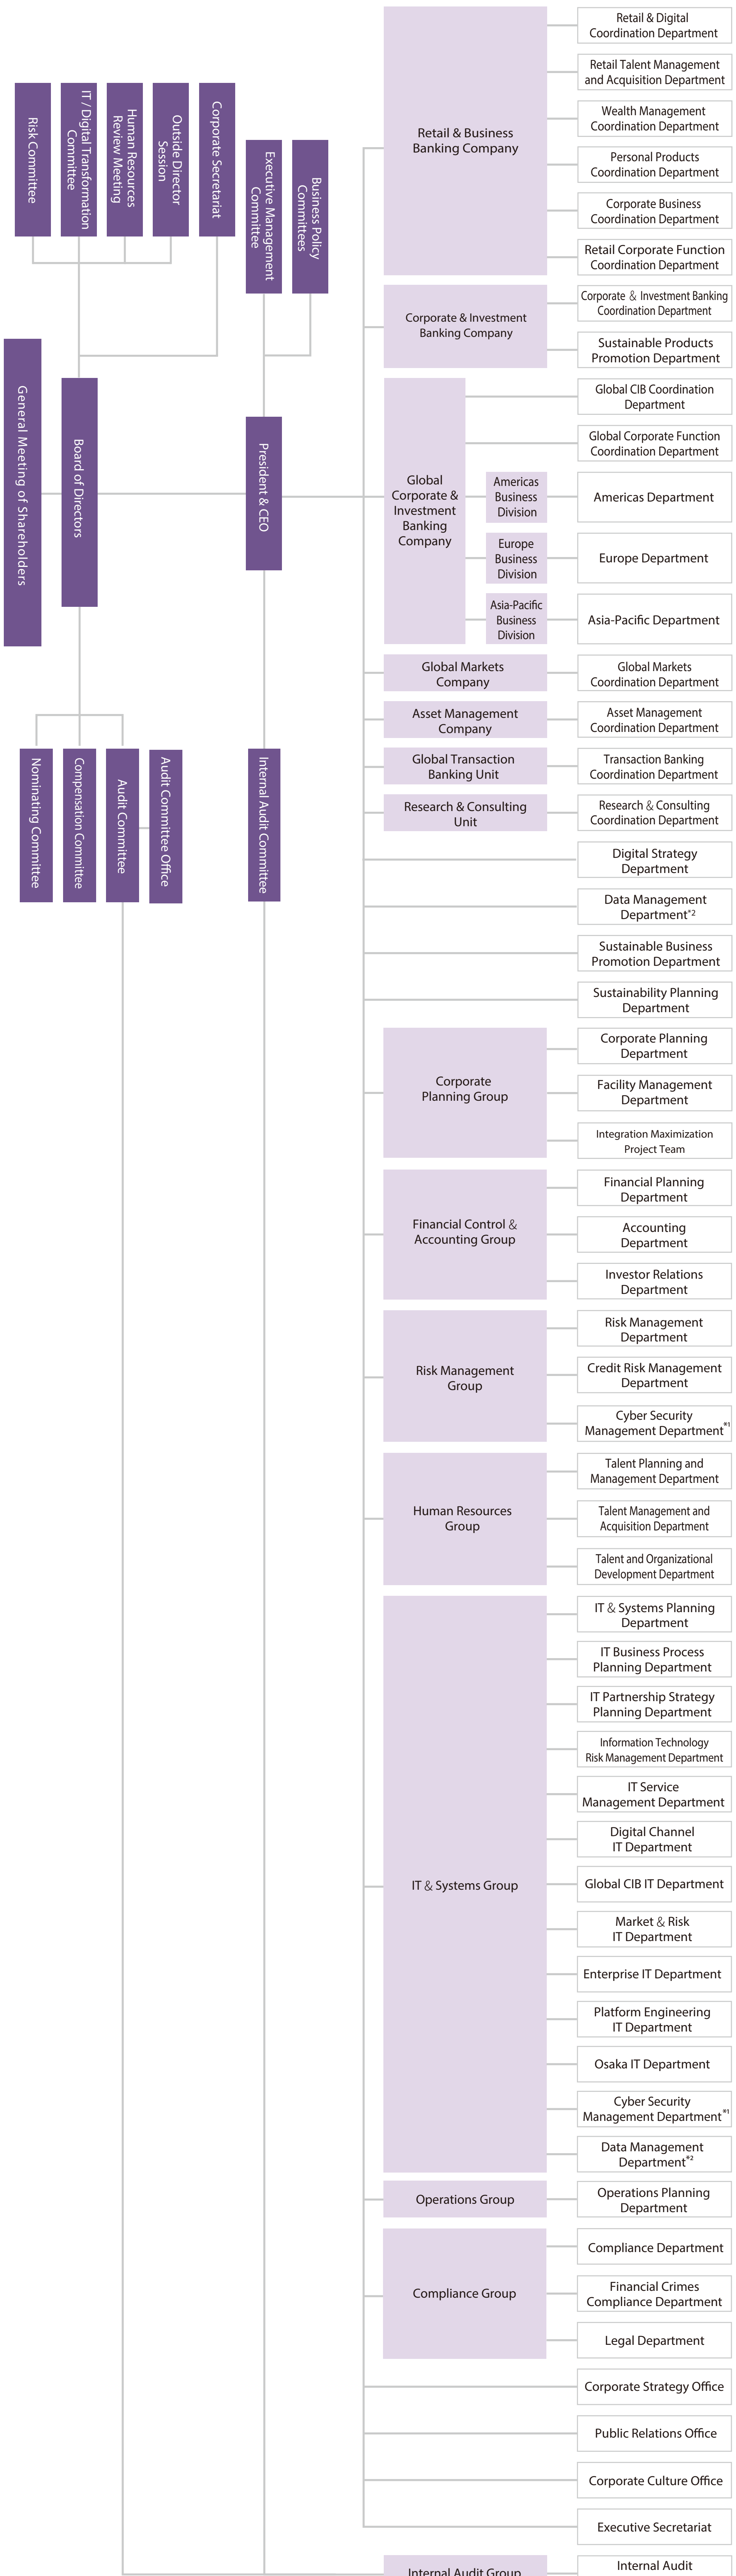 Risk Committee
IT / Digital Transformation
Committee
Human Resources
Review Meeting
Outside Director
Session
Corporate Secretariat
Executive Management
Committee
Business Policy
Committees
General Meeting of Shareholders
Board of Directors
President & CEO
Nominating Committee
Compensation Committee
Audit Committee
Audit Committee Office
Internal Audit Committee
Retail & Business
Banking Company
Retail & Digital
Coordination Department
Retail Talent Management
and Acquisition Department
Wealth Management
Coordination Department
Personal Products
Coordination Department
Corporate Business
Coordination Department
Retail Corporate Function
Coordination Department
Corporate & Investment
Banking Company
Corporate & Investment Banking
Coordination Department
Sustainable Products
Promotion Department
Global
Corporate &
Investment
Banking
Company
Global CIB Coordination
Department
Global Corporate Function
Coordination Department
Americas
Business
Division
Americas Department
Europe
Business
Division
Europe Department
Asia-Pacific
Business
Division
Asia-Pacific Department
Global Markets
Company
Global Markets
Coordination Department
Asset Management
Company
Asset Management
Coordination Department
Global Transaction
Banking Unit
Transaction Banking
Coordination Department
Research & Consulting
Unit
Research & Consulting
Coordination Department
Digital Strategy
Department
Data Management
Department*2
Sustainable Business
Promotion Department
Sustainability Planning
Department
Corporate
Planning Group
Corporate Planning
Department
Facility Management
Department
Integration Maximization
Project Team
Financial Control &
Accounting Group
Financial Planning
Department
Accounting
Department
Investor Relations
Department
Risk Management
Group
Risk Management
Department
Credit Risk Management
Department
Cyber Security
Management Department*1
Human Resources
Group
Talent Planning and
Management Department
Talent Management and
Acquisition Department
Talent and Organizational
Development Department
IT & Systems Group
IT & Systems Planning
Department
IT Business Process
Planning Department
IT Partnership Strategy
Planning Department
Information Technology
Risk Management Department
IT Service
Management Department
Digital Channel
IT Department
Global CIB IT Department
Market & Risk
IT Department
Enterprise IT Department
Platform Engineering
IT Department
Osaka IT Department
Cyber Security
Management Department*1
Data Management
Department*2
Operations Group
Operations Planning
Department
Compliance Group
Compliance Department
Financial Crimes
Compliance Department
Legal Department
Corporate Strategy Office
Public Relations Office
Corporate Culture Office
Executive Secretariat
Internal Audit Group
Internal Audit